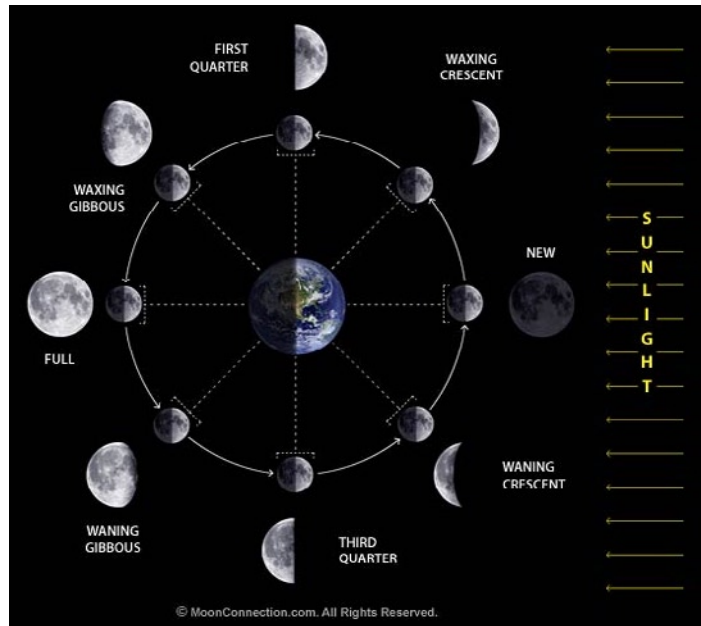 FIRST
QUARTER
WAXING
CRESCENT
WAXING
GIBBOUS
NEW
SUNLIGHT
FULL
WANING
GIBBOUS
WANING
CRESCENT
THIRD
QUARTER
© MoonConnection.com. All Rights Reserved.